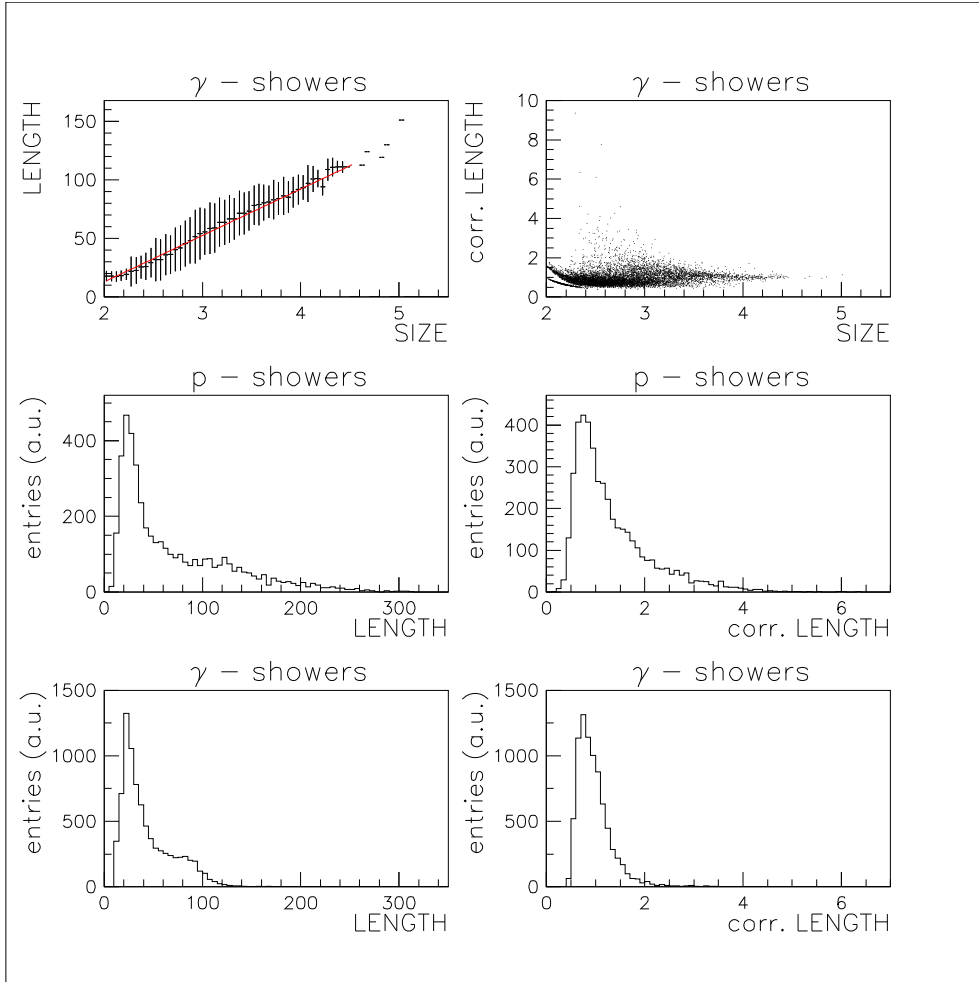 γ – showers
LENGTH
150
100
50
0
2
3
4
5
SIZE
γ – showers
corr. LENGTH
10
8
6
4
2
0
2
3
4
5
SIZE
p – showers
entries (a.u.)
400
200
0
0
100
200
300
LENGTH
p – showers
entries (a.u.)
400
300
200
100
0
0
2
4
6
corr. LENGTH
γ – showers
entries (a.u.)
1500
1000
500
0
0
100
200
300
LENGTH
γ – showers
entries (a.u.)
1500
1000
500
0
0
2
4
6
corr. LENGTH